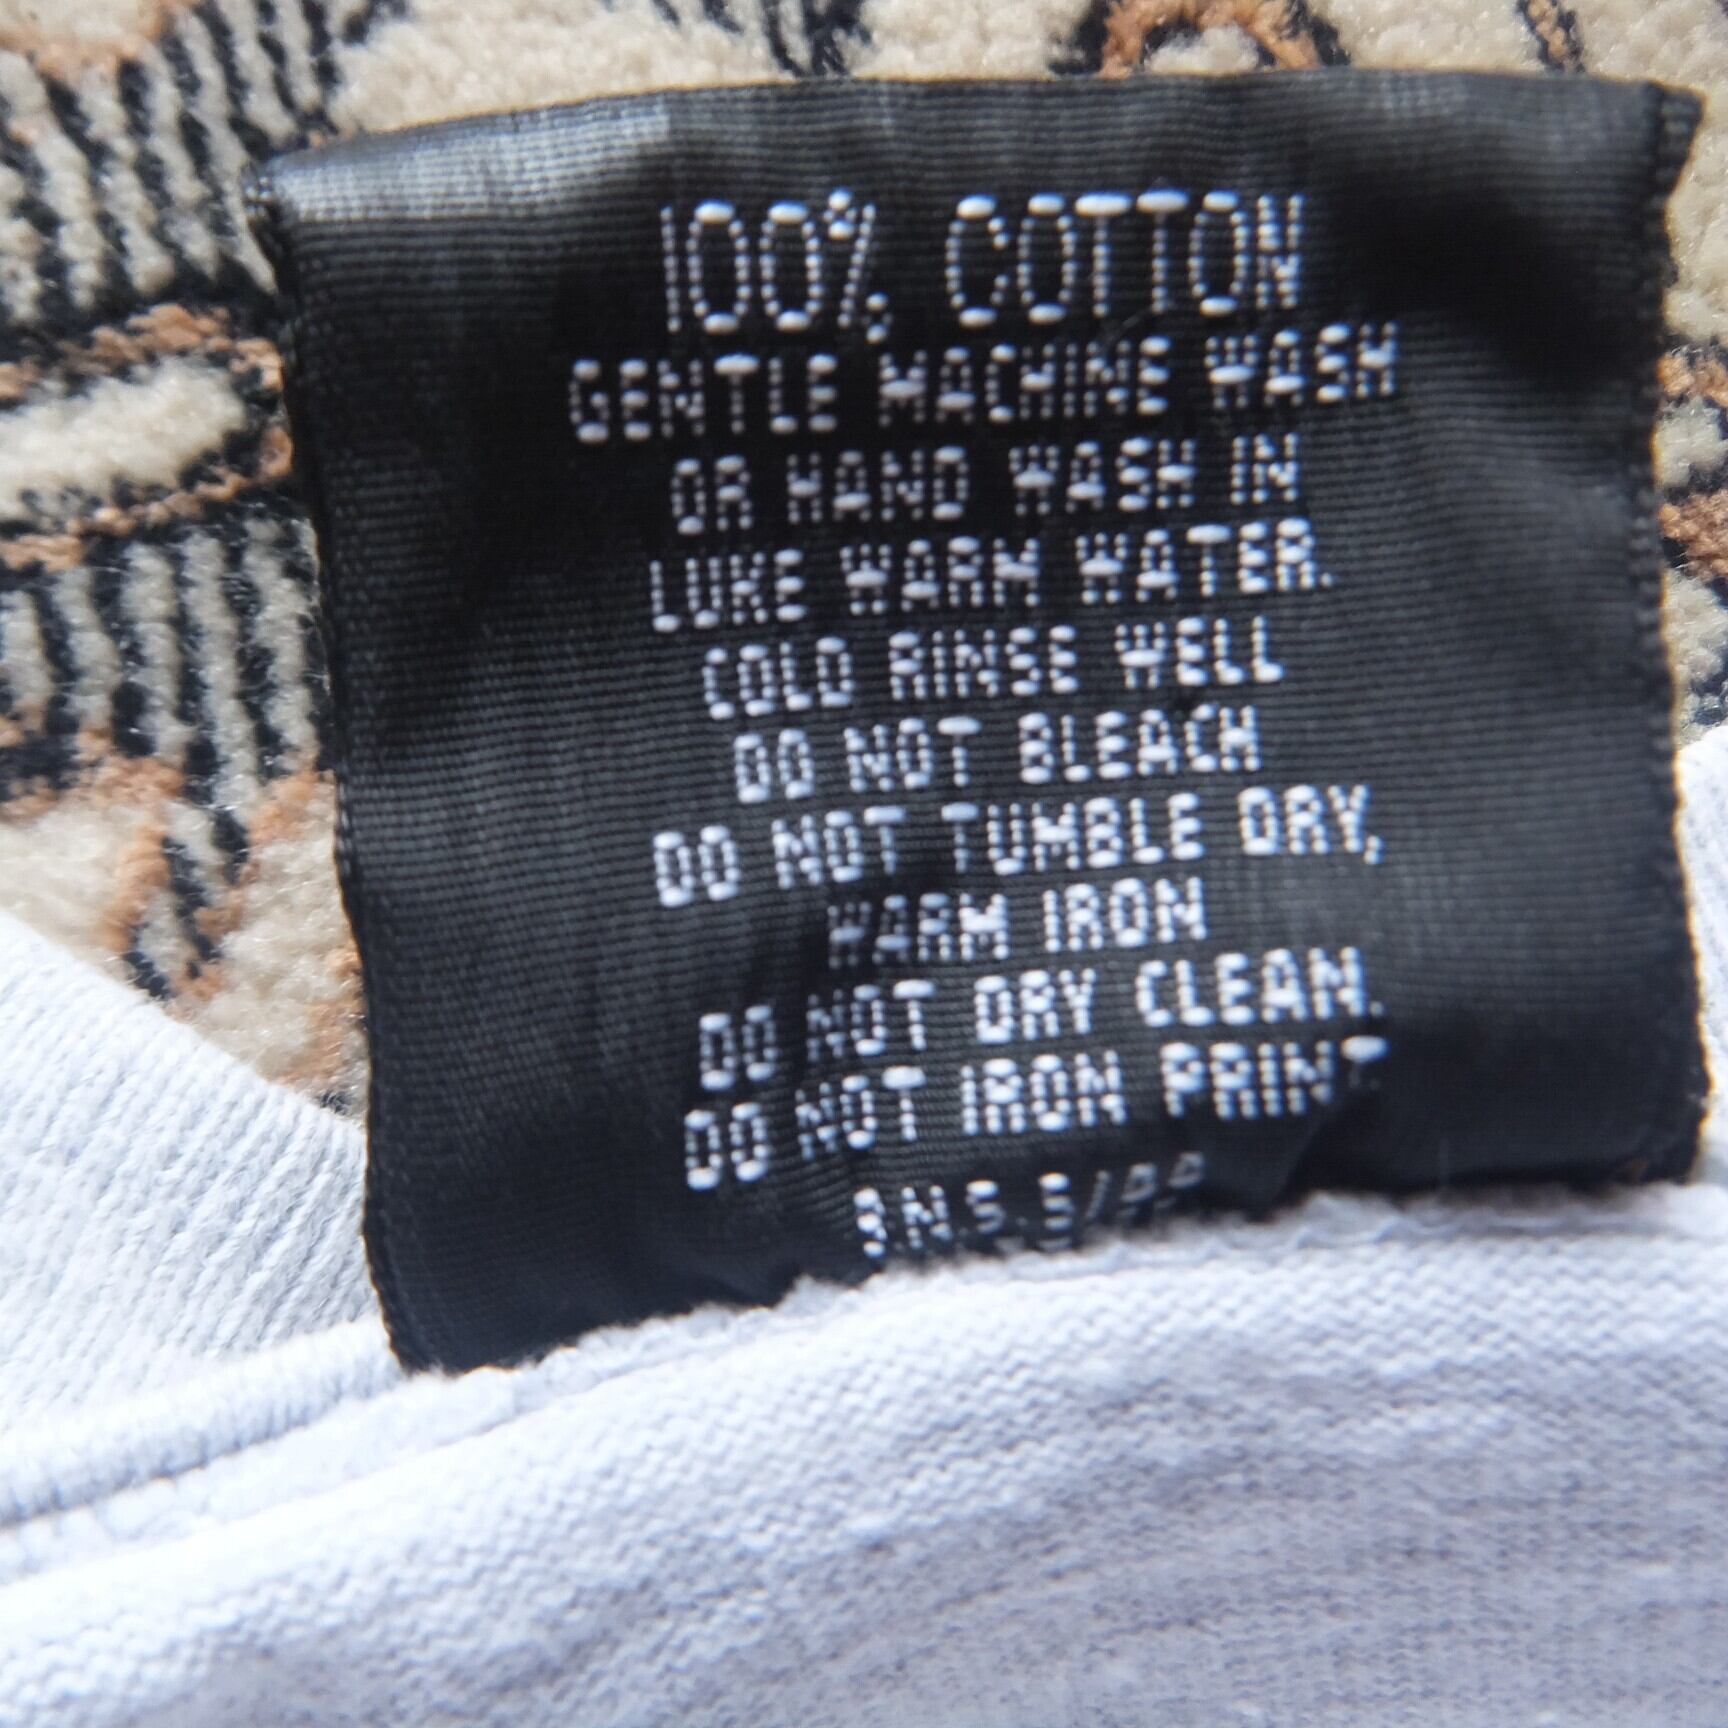 100% COTTON
GENTLE MACHINE WASH
OR HAND WASH IN
LUKE WARM WATER.
COLD RINSE WELL
DO NOT BLEACH
DO NOT TUMBLE DRY,
WARM IRON
DO NOT DRY CLEAN.
DO NOT IRON PRINT